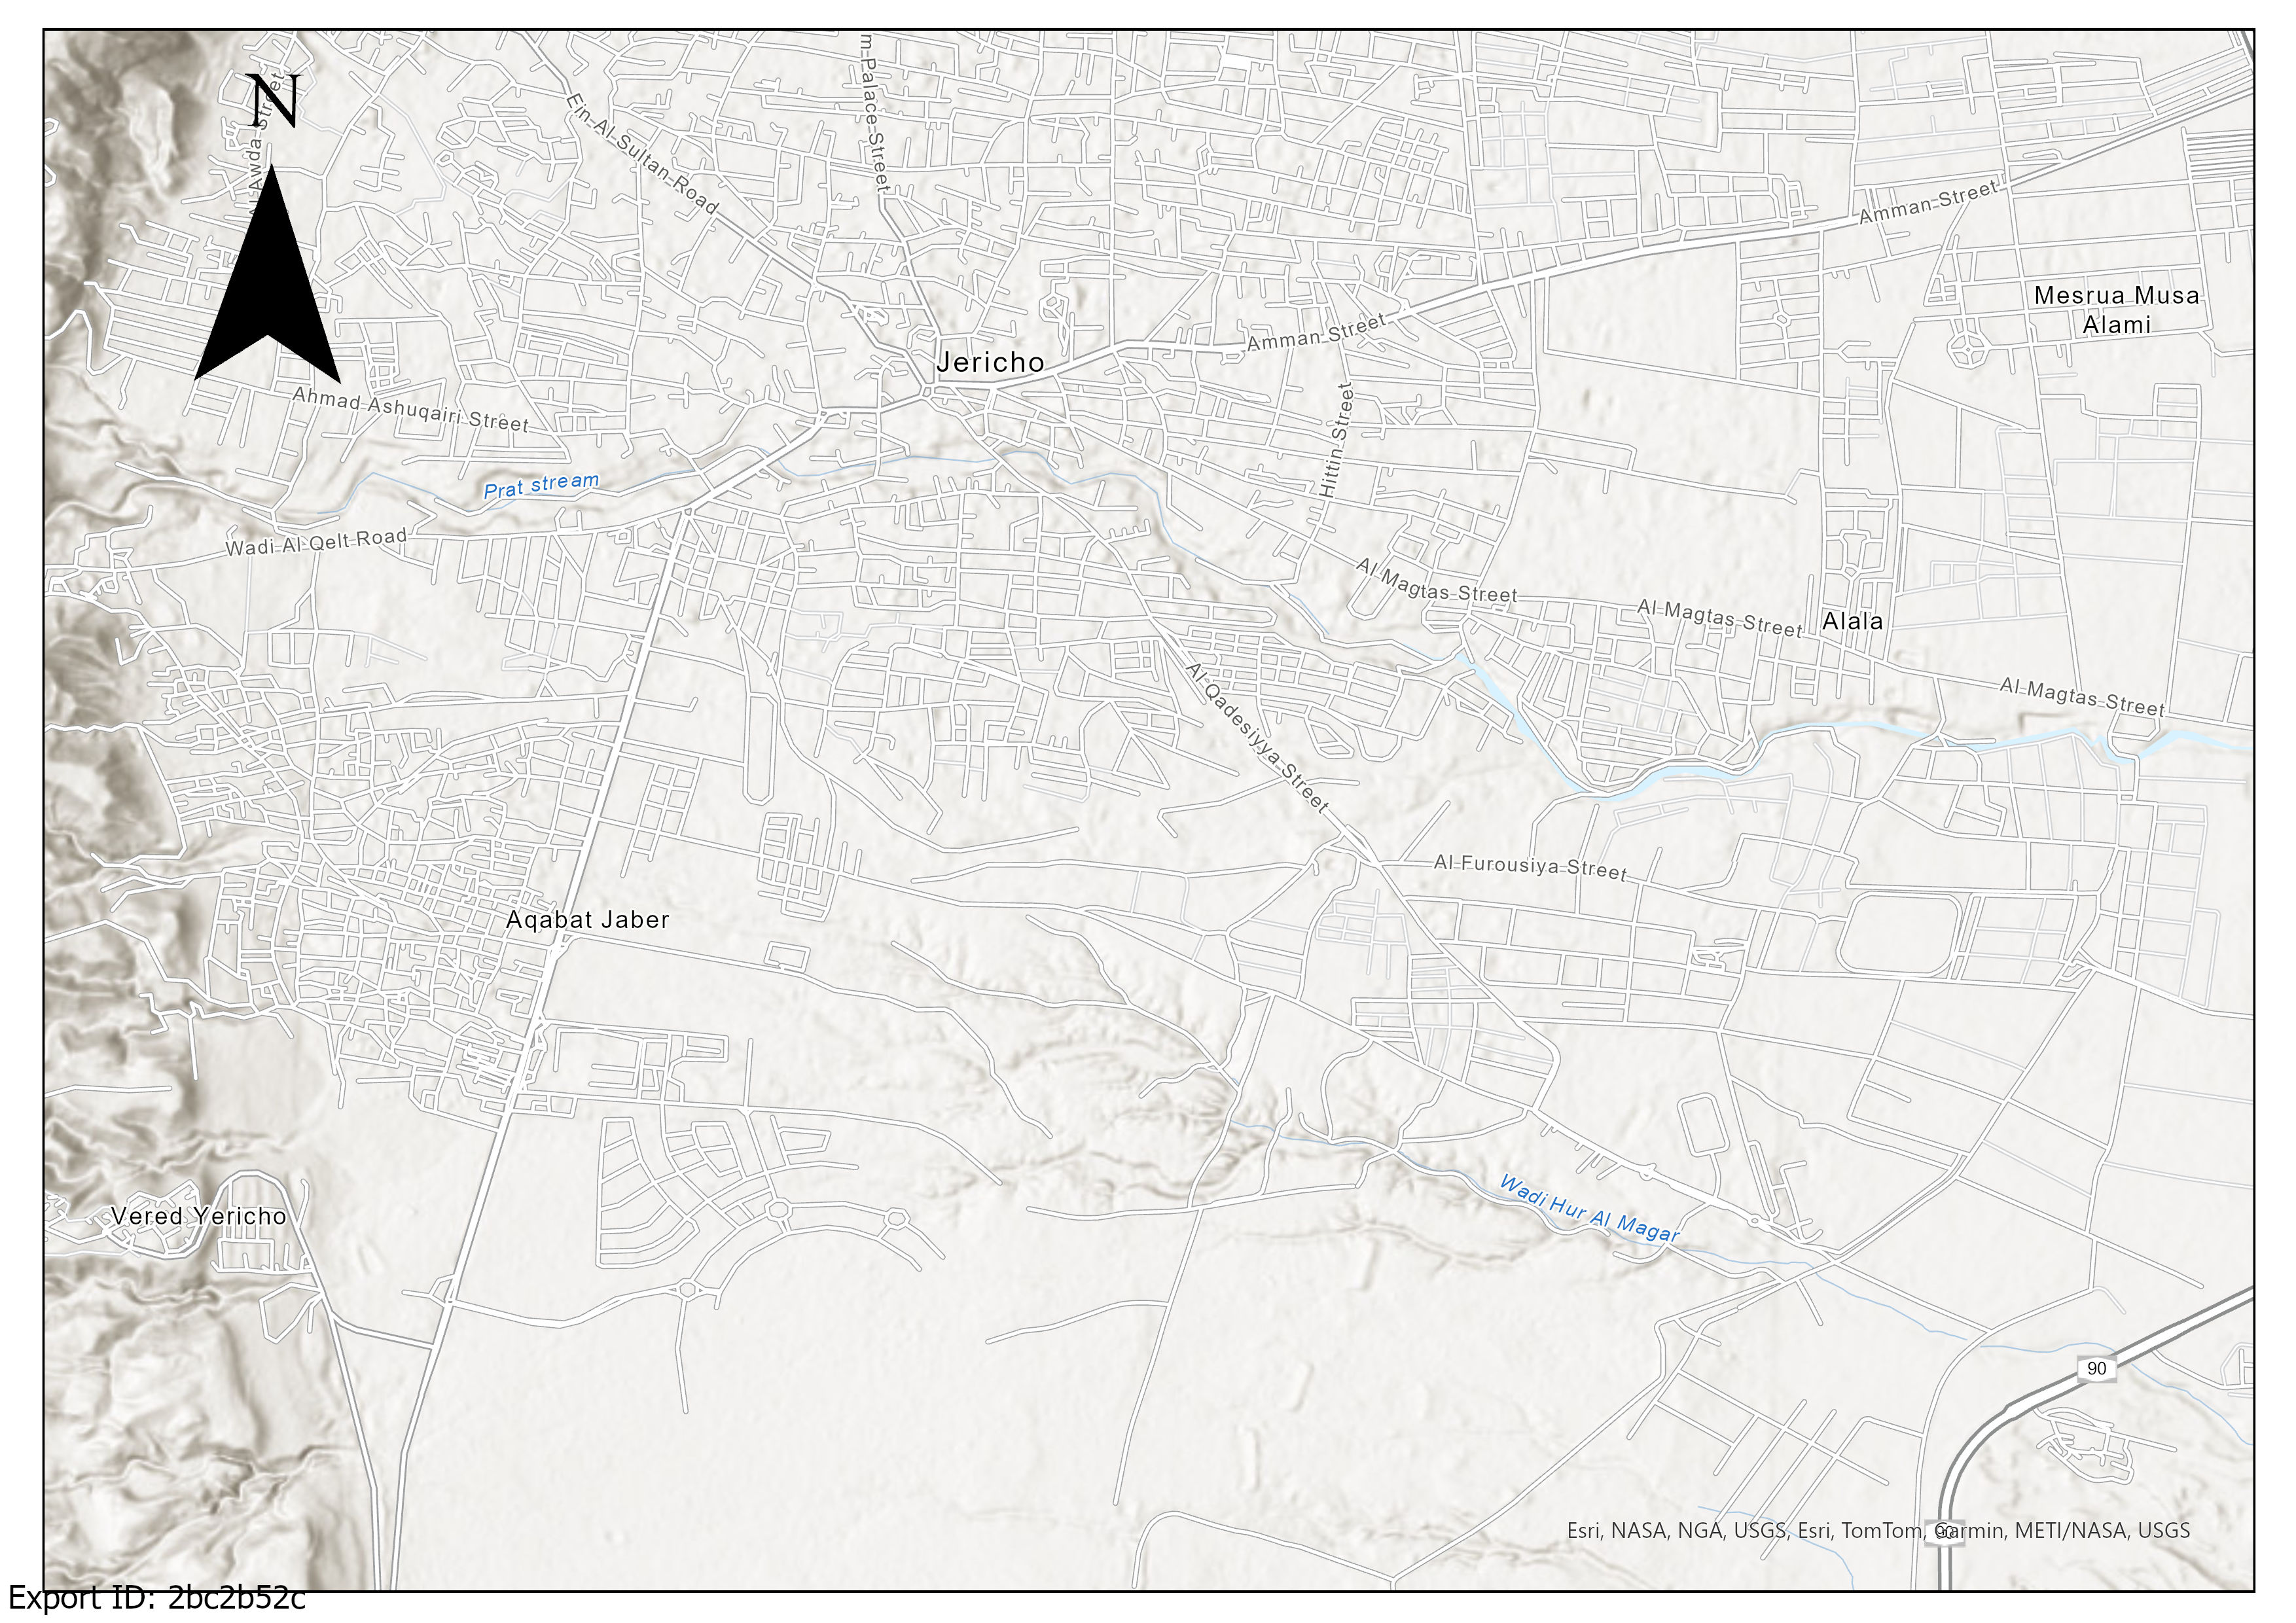 N
Al Awda Street
Ein Al Sultan Road
m Palace Street
Amman Street
Mesrua Musa
Alami
Amman Street
Jericho
Ahmad Ashuqairi Street
Hittin Street
Prat stream
Wadi Al Qelt Road
Al Magtas Street
Al Magtas Street
Alala
Al Magtas Street
Al Qadesiyya Street
Al Furousiya Street
Aqabat Jaber
Vered Yericho
Wadi Hur Al Magar
90
90
Esri, NASA, NGA, USGS, Esri, TomTom, Garmin, METI/NASA, USGS
Export ID: 2bc2b52c